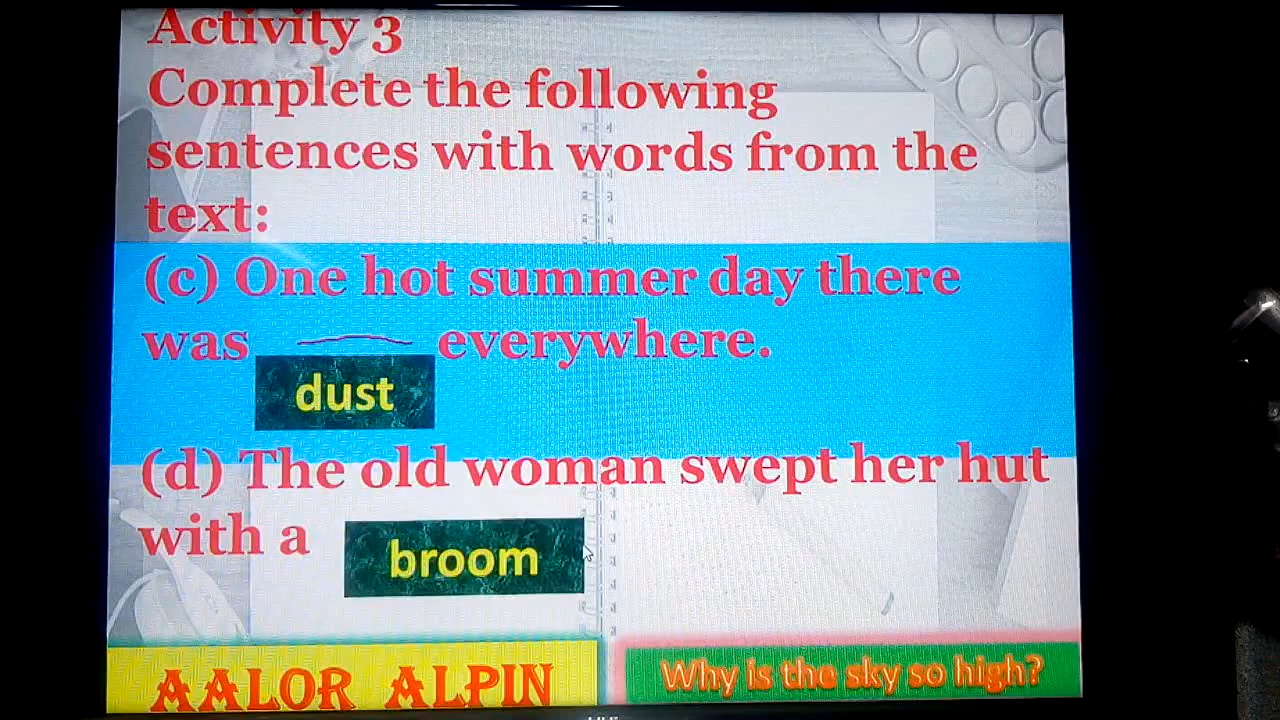 Activity 3
Complete the following
sentences with words from the
text:
(c) One hot summer day there
was everywhere.
dust
(d) The old woman swept her hut
with a broom
AALOR ALPIN
Why is the sky so high?